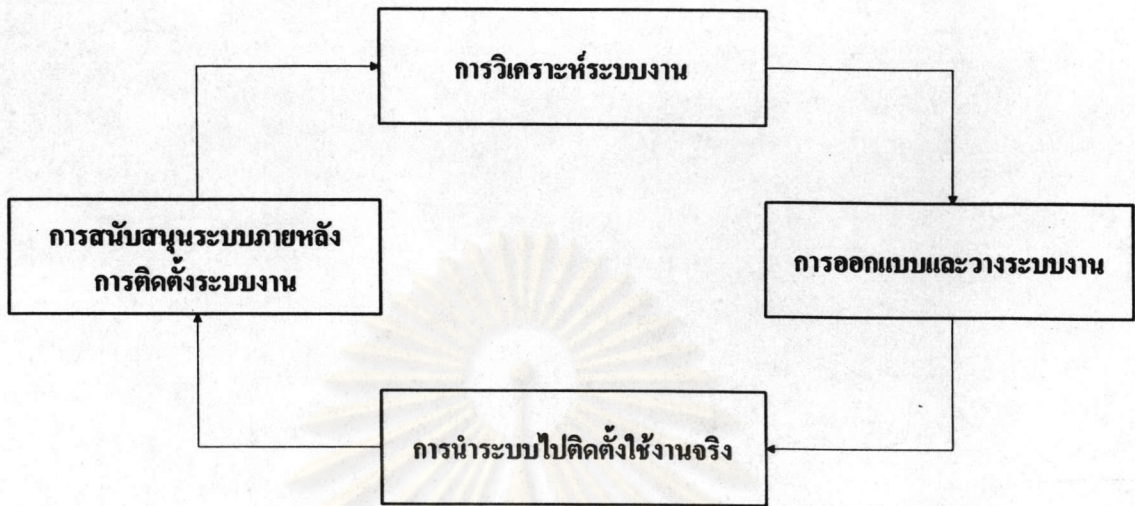 การวิเคราะห์ระบบงาน
การสนับสนุนระบบภายหลัง
การติดตั้งระบบงาน
การออกแบบและวางระบบงาน
การนำระบบไปติดตั้งใช้งานจริง